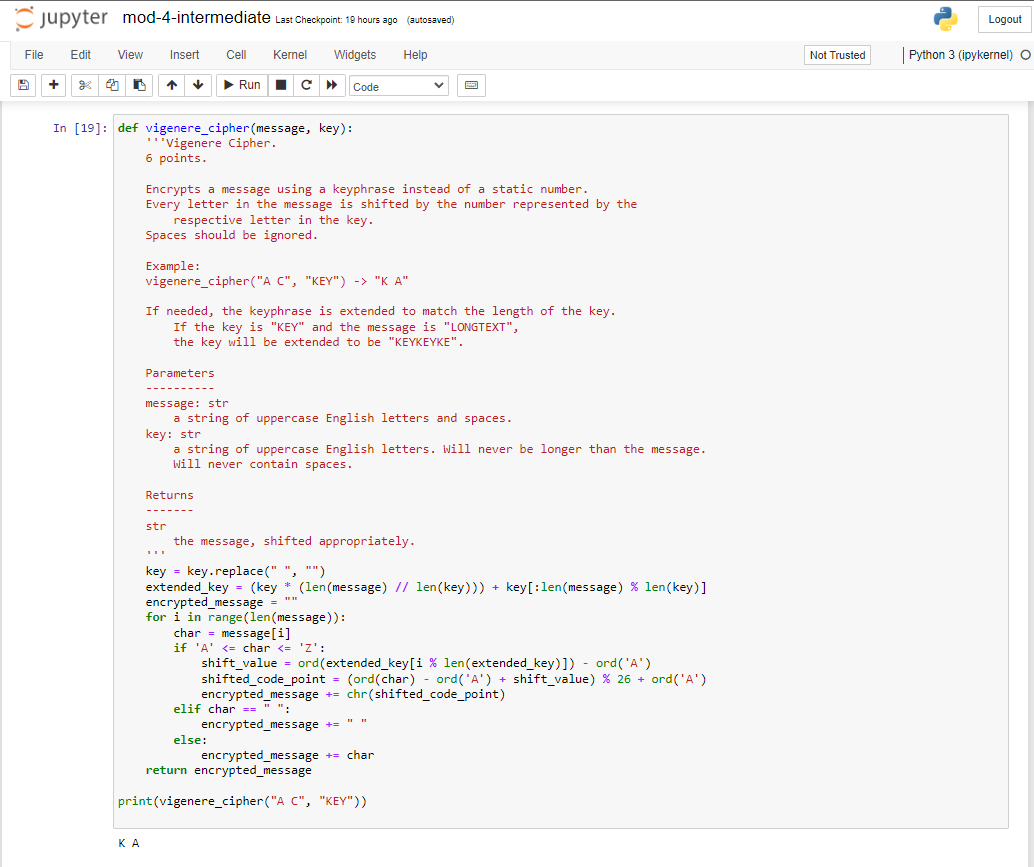 jupyter mod-4-intermediate Last Checkpoint: 19 hours ago (autosaved) Logout
File Edit View Insert Cell Kernel Widgets Help Not Trusted Python 3 (ipykernel)
Run Code
In [19]: def vigenere_cipher(message, key):
    '''Vigenere Cipher.
    6 points.

    Encrypts a message using a keyphrase instead of a static number.
    Every letter in the message is shifted by the number represented by the
        respective letter in the key.
    Spaces should be ignored.

    Example:
    vigenere_cipher("A C", "KEY") -> "K A"

    If needed, the keyphrase is extended to match the length of the key.
        If the key is "KEY" and the message is "LONGTEXT",
        the key will be extended to be "KEYKEYKE".

    Parameters
    ----------
    message: str
        a string of uppercase English letters and spaces.
    key: str
        a string of uppercase English letters. Will never be longer than the message.
        Will never contain spaces.

    Returns
    -------
    str
        the message, shifted appropriately.
    '''
    key = key.replace(" ", "")
    extended_key = (key * (len(message) // len(key))) + key[:len(message) % len(key)]
    encrypted_message = ""
    for i in range(len(message)):
        char = message[i]
        if 'A' <= char <= 'Z':
            shift_value = ord(extended_key[i % len(extended_key)]) - ord('A')
            shifted_code_point = (ord(char) - ord('A') + shift_value) % 26 + ord('A')
            encrypted_message += chr(shifted_code_point)
        elif char == " ":
            encrypted_message += " "
        else:
            encrypted_message += char
    return encrypted_message

print(vigenere_cipher("A C", "KEY"))

K A